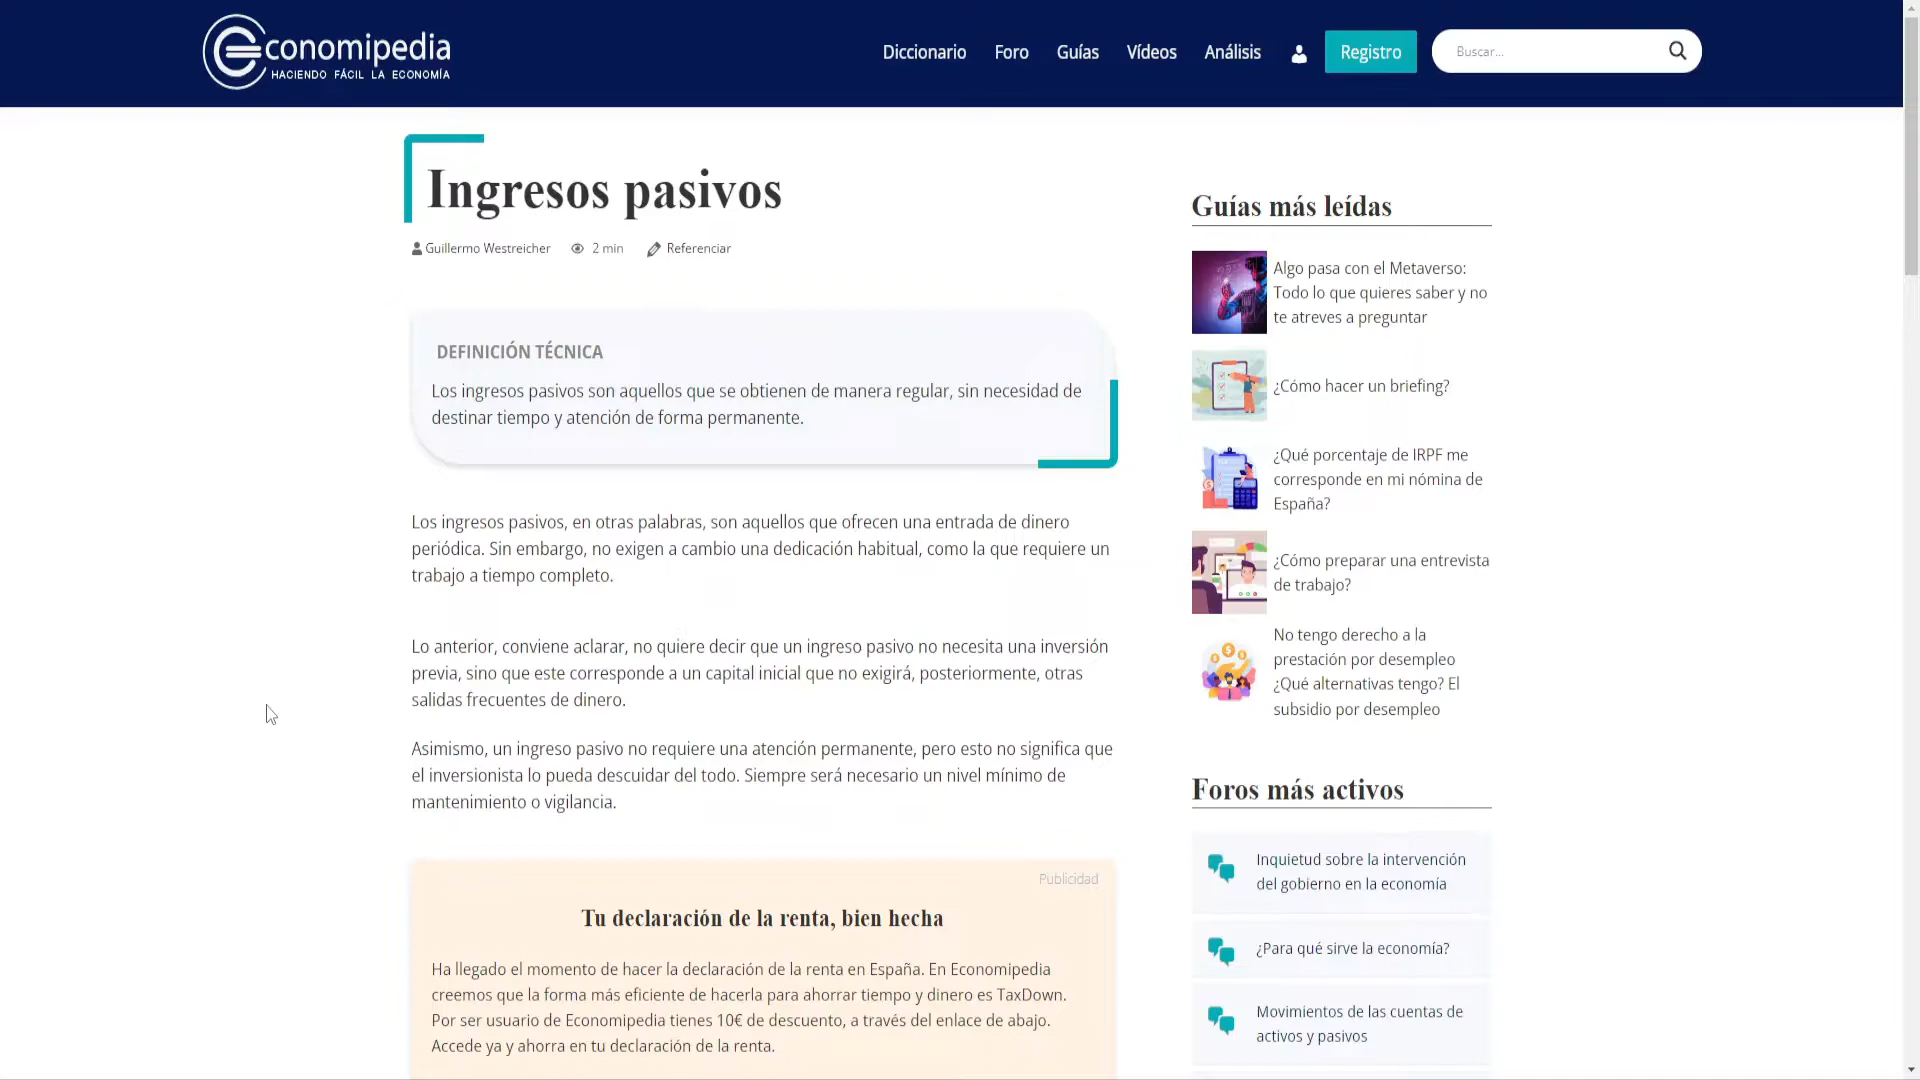 economipedia
HACIENDO FÁCIL LA ECONOMÍA
Diccionario
Foro
Guías
Vídeos
Análisis
Registro
Buscar...
Ingresos pasivos
Guillermo Westreicher
2 min
Referenciar
DEFINICIÓN TÉCNICA
Los ingresos pasivos son aquellos que se obtienen de manera regular, sin necesidad de
destinar tiempo y atención de forma permanente.
Los ingresos pasivos, en otras palabras, son aquellos que ofrecen una entrada de dinero
periódica. Sin embargo, no exigen a cambio una dedicación habitual, como la que requiere un
trabajo a tiempo completo.
Lo anterior, conviene aclarar, no quiere decir que un ingreso pasivo no necesita una inversión
previa, sino que este corresponde a un capital inicial que no exigirá, posteriormente, otras
salidas frecuentes de dinero.
Asimismo, un ingreso pasivo no requiere una atención permanente, pero esto no significa que
el inversionista lo pueda descuidar del todo. Siempre será necesario un nivel mínimo de
mantenimiento o vigilancia.
Publicidad
Tu declaración de la renta, bien hecha
Ha llegado el momento de hacer la declaración de la renta en España. En Economipedia
creemos que la forma más eficiente de hacerla para ahorrar tiempo y dinero es TaxDown.
Por ser usuario de Economipedia tienes 10€ de descuento, a través del enlace de abajo.
Accede ya y ahorra en tu declaración de la renta.
Guías más leídas
Algo pasa con el Metaverso:
Todo lo que quieres saber y no
te atreves a preguntar
¿Cómo hacer un briefing?
¿Qué porcentaje de IRPF me
corresponde en mi nómina de
España?
¿Cómo preparar una entrevista
de trabajo?
No tengo derecho a la
prestación por desempleo
¿Qué alternativas tengo? El
subsidio por desempleo
Foros más activos
Inquietud sobre la intervención
del gobierno en la economía
¿Para qué sirve la economía?
Movimientos de las cuentas de
activos y pasivos